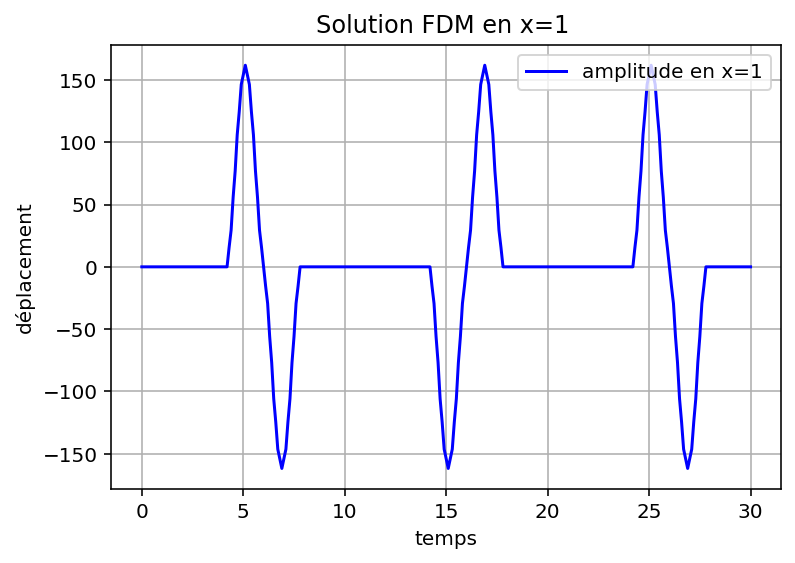 Solution FDM en x=1
amplitude en x=1
déplacement
150
100
50
0
−50
−100
−150
0 5 10 15 20 25 30
temps